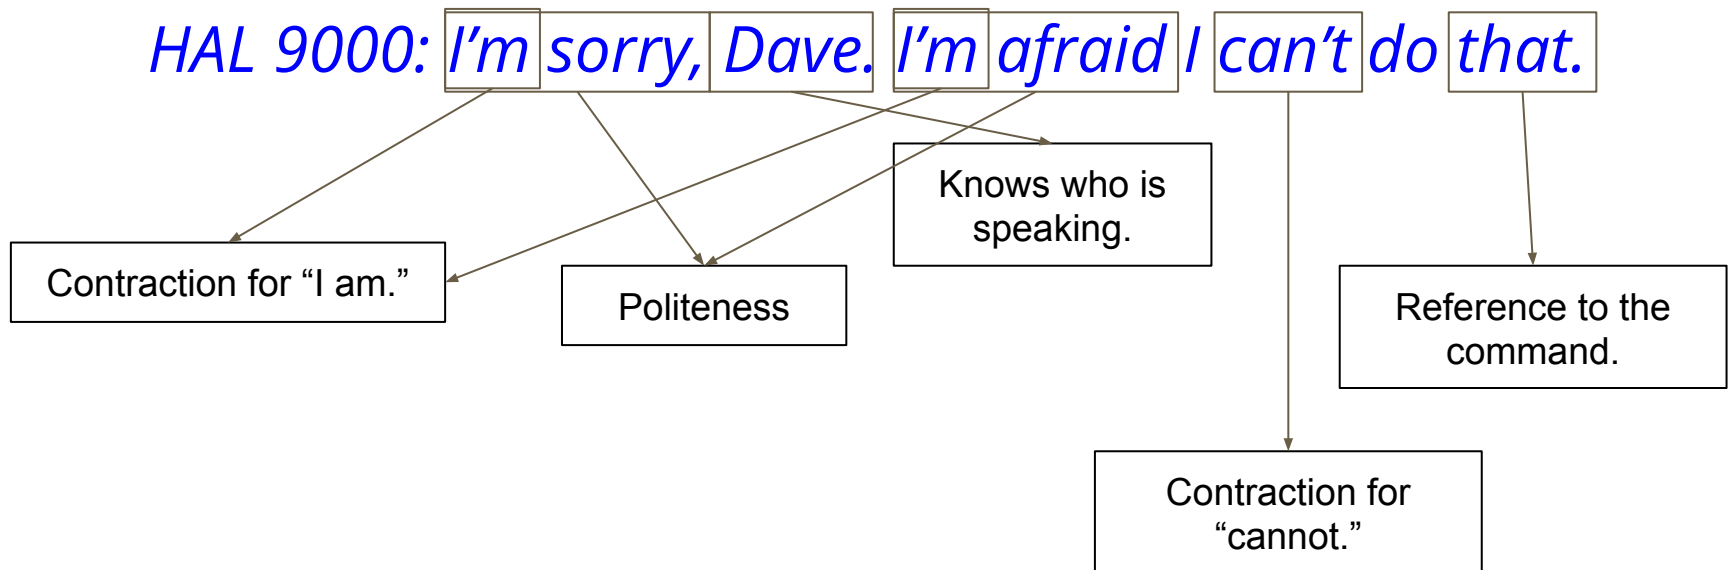 HAL 9000: I’m sorry, Dave. I’m afraid I can’t do that.
Knows who is
speaking.
Contraction for “I am.”
Politeness
Reference to the
command.
Contraction for
“cannot.”